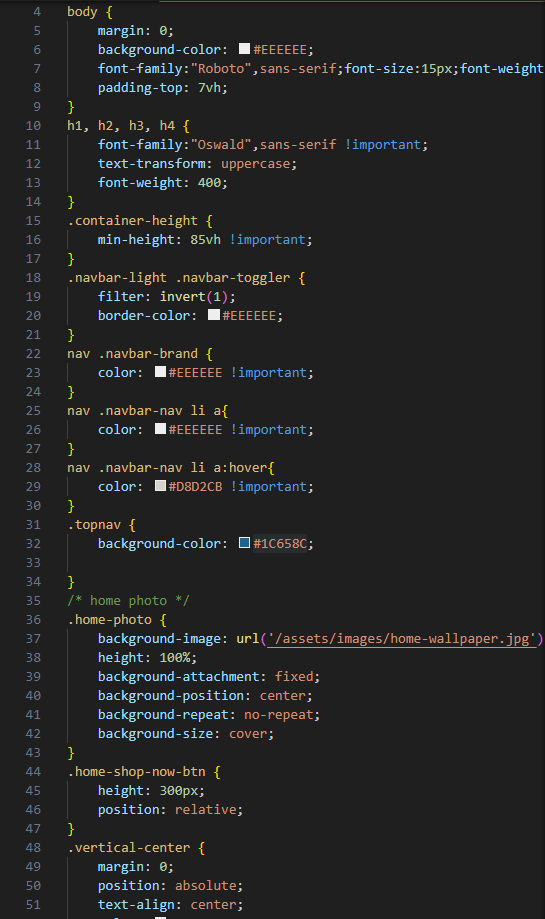 4 body {
5 margin: 0;
6 background-color: #EEEEEE;
7 font-family:"Roboto",sans-serif;font-size:15px;font-weight
8 padding-top: 7vh;
9 }
10 h1, h2, h3, h4 {
11 font-family:"Oswald",sans-serif !important;
12 text-transform: uppercase;
13 font-weight: 400;
14 }
15 .container-height {
16 min-height: 85vh !important;
17 }
18 .navbar-light .navbar-toggler {
19 filter: invert(1);
20 border-color: #EEEEEE;
21 }
22 nav .navbar-brand {
23 color: #EEEEEE !important;
24 }
25 nav .navbar-nav li a{
26 color: #EEEEEE !important;
27 }
28 nav .navbar-nav li a:hover{
29 color: #D8D2CB !important;
30 }
31 .topnav {
32 background-color: #1C658C;
33
34 }
35 /* home photo */
36 .home-photo {
37 background-image: url('/assets/images/home-wallpaper.jpg')
38 height: 100%;
39 background-attachment: fixed;
40 background-position: center;
41 background-repeat: no-repeat;
42 background-size: cover;
43 }
44 .home-shop-now-btn {
45 height: 300px;
46 position: relative;
47 }
48 .vertical-center {
49 margin: 0;
50 position: absolute;
51 text-align: center;